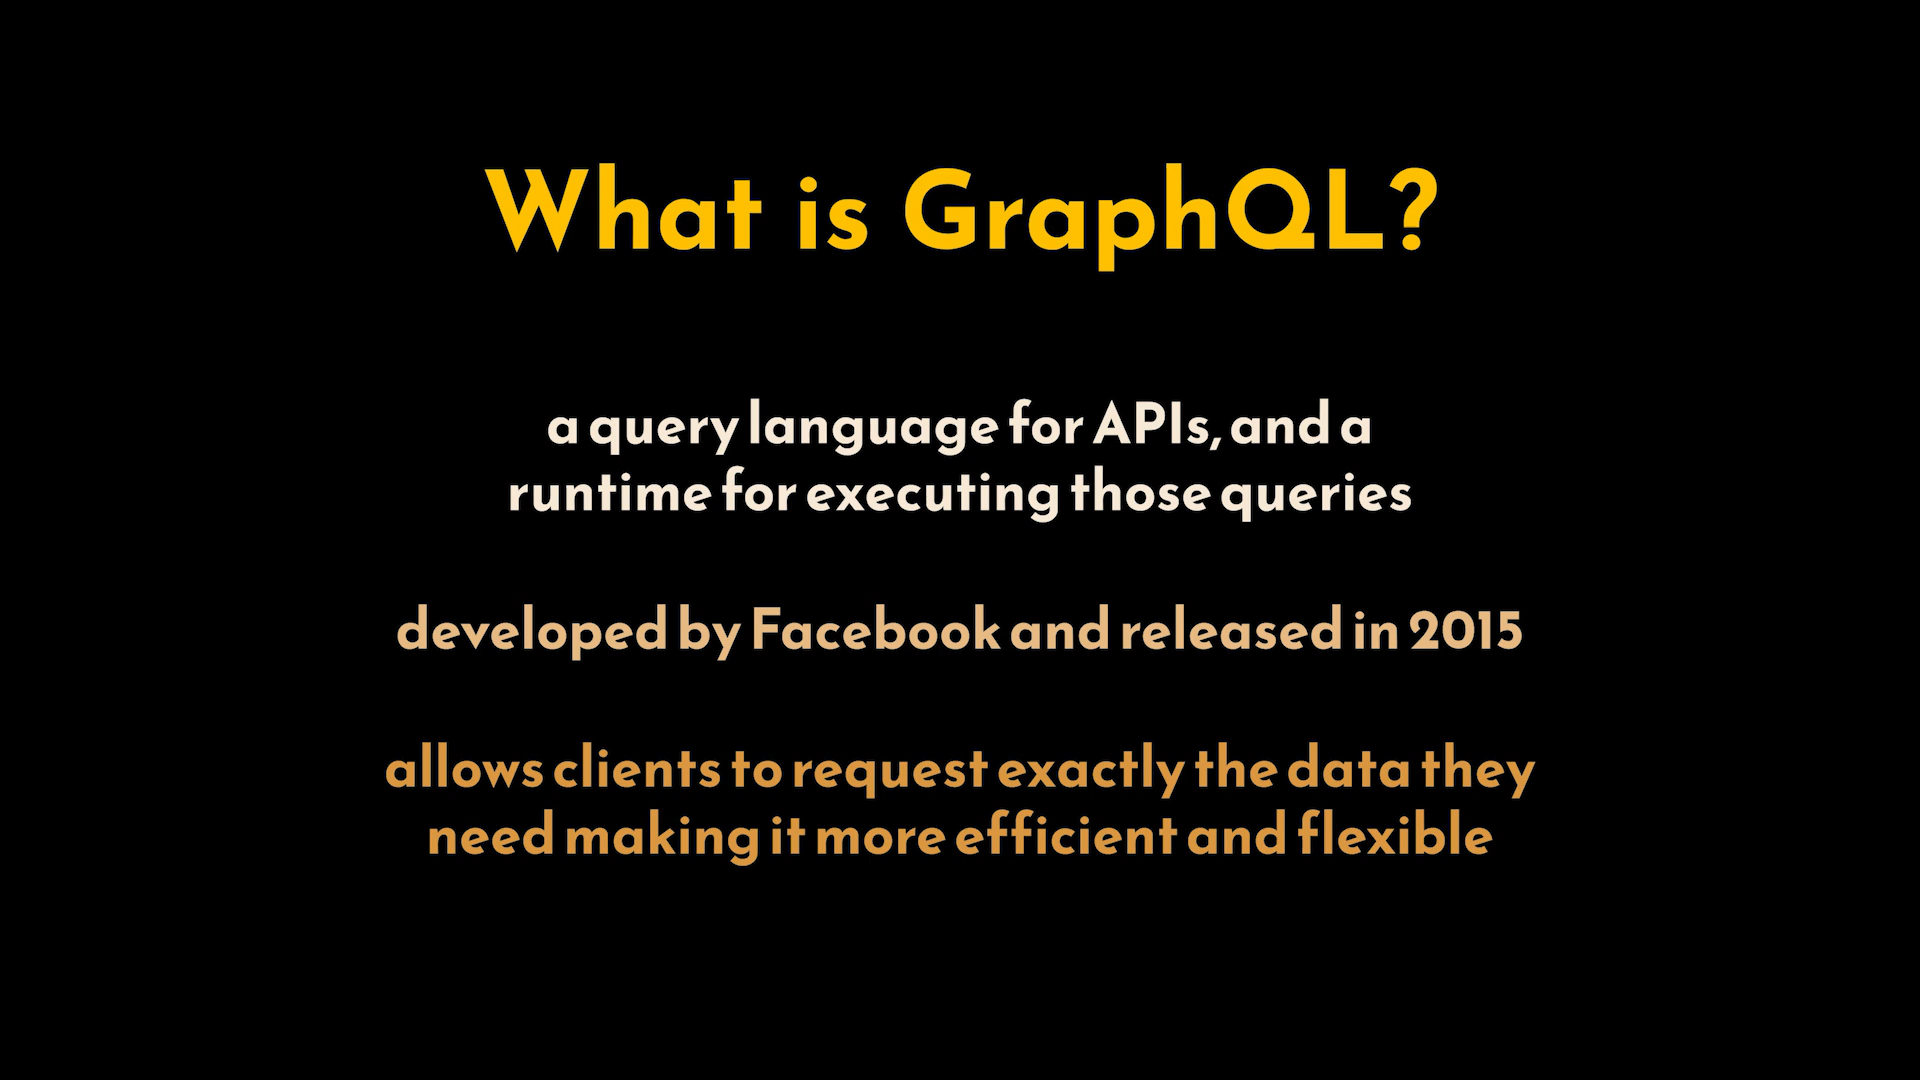 What is GraphQL?
a query language for APIs, and a
runtime for executing those queries
developed by Facebook and released in 2015
allows clients to request exactly the data they
need making it more efficient and flexible